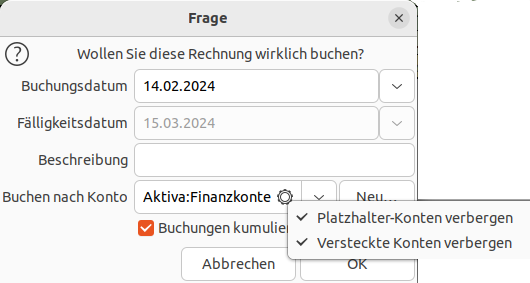 Frage
Wollen Sie diese Rechnung wirklich buchen?
Buchungsdatum 14.02.2024
Fälligkeitsdatum 15.03.2024
Beschreibung
Buchen nach Konto Aktiva:Finanzkonte Neu...
Platzhalter-Konten verbergen
Buchungen kumulie
Versteckte Konten verbergen
Abbrechen OK